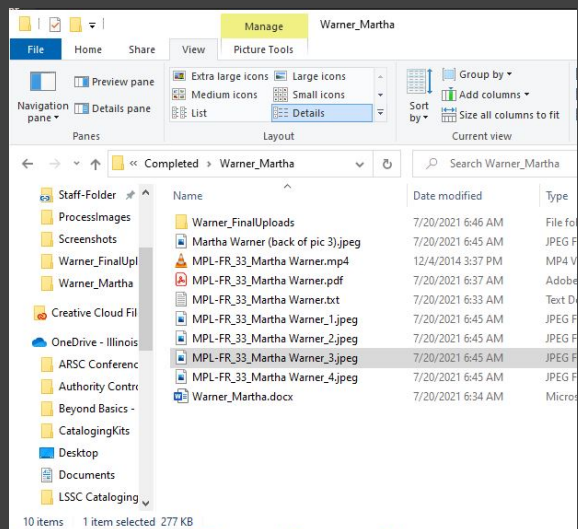 Manage Warner_Martha
File Home Share View Picture Tools
Navigation pane
Preview pane
Details pane
Panes
Extra large icons Large icons
Medium icons Small icons
List Details
Layout
Sort by
Group by
Add columns
Size all columns to fit
Current view
« Completed > Warner_Martha
Search Warner_Martha
Staff-Folder
ProcessImages
Screenshots
Warner_FinalUpl
Warner_Martha
Creative Cloud Fil
OneDrive - Illinois
ARSC Conferenc
Authority Contro
Beyond Basics -
CatalogingKits
Desktop
Documents
LSSC Cataloging
Name Date modified Type
Warner_FinalUploads 7/20/2021 6:46 AM File fol
Martha Warner (back of pic 3).jpeg 7/20/2021 6:45 AM JPEG F
MPL-FR_33_Martha Warner.mp4 12/4/2014 3:37 PM MP4 V
MPL-FR_33_Martha Warner.pdf 7/20/2021 6:37 AM Adobe
MPL-FR_33_Martha Warner.txt 7/20/2021 6:33 AM Text Do
MPL-FR_33_Martha Warner_1.jpeg 7/20/2021 6:45 AM JPEG F
MPL-FR_33_Martha Warner_2.jpeg 7/20/2021 6:45 AM JPEG F
MPL-FR_33_Martha Warner_3.jpeg 7/20/2021 6:45 AM JPEG F
MPL-FR_33_Martha Warner_4.jpeg 7/20/2021 6:45 AM JPEG F
Warner_Martha.docx 7/20/2021 6:34 AM Micros
10 items 1 item selected 277 KB